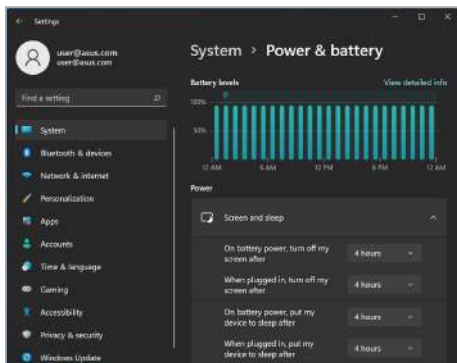 Settings
user@asus.com
user@asus.com
Find a setting
System
Bluetooth & devices
Network & internet
Personalization
Apps
Accounts
Time & language
Gaming
Accessibility
Privacy & security
Windows Update
System > Power & battery
Battery levels
View detailed info
100%
50%
12 AM 6 AM 12 PM 6 PM 12 AM
Power
Screen and sleep
On battery power, turn off my
screen after
4 hours
When plugged in, turn off my
screen after
4 hours
On battery power, put my
device to sleep after
4 hours
When plugged in, put my
device to sleep after
4 hours